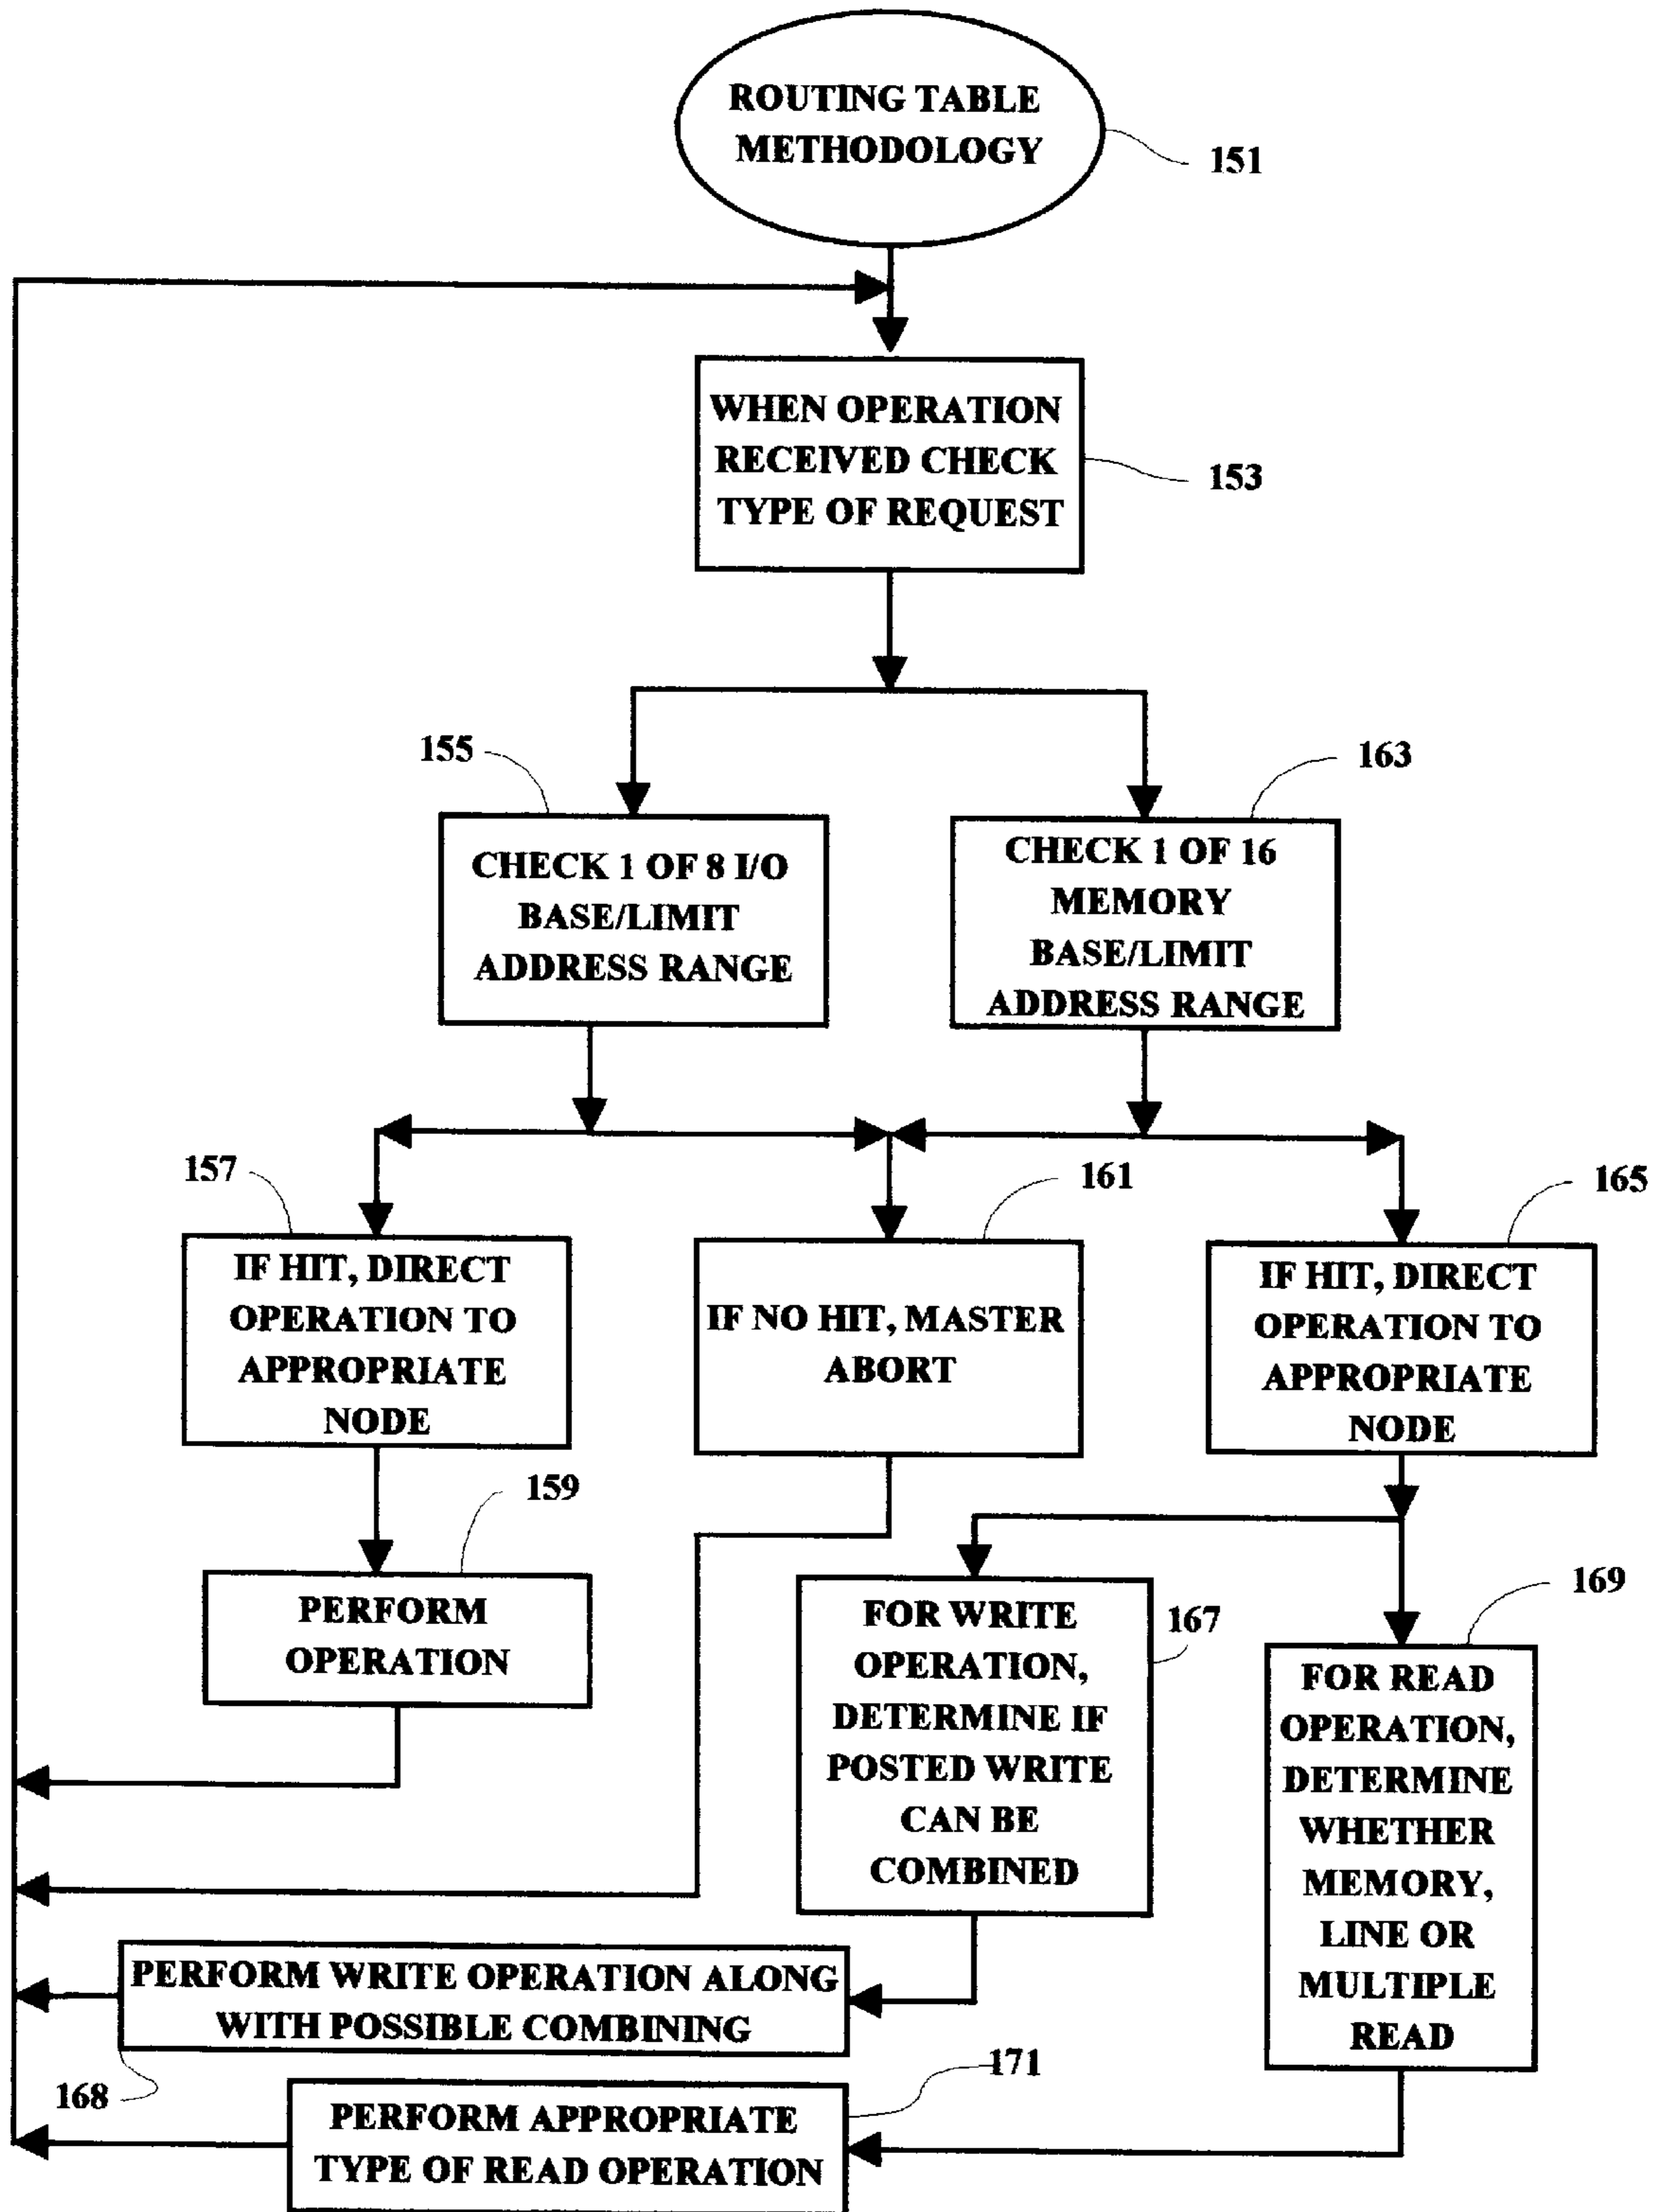 ROUTING TABLE
METHODOLOGY
151
WHEN OPERATION
RECEIVED CHECK
TYPE OF REQUEST
153
155
CHECK 1 OF 8 I/O
BASE/LIMIT
ADDRESS RANGE
163
CHECK 1 OF 16
MEMORY
BASE/LIMIT
ADDRESS RANGE
157
IF HIT, DIRECT
OPERATION TO
APPROPRIATE
NODE
161
IF NO HIT, MASTER
ABORT
165
IF HIT, DIRECT
OPERATION TO
APPROPRIATE
NODE
159
PERFORM
OPERATION
167
FOR WRITE
OPERATION,
DETERMINE IF
POSTED WRITE
CAN BE
COMBINED
169
FOR READ
OPERATION,
DETERMINE
WHETHER
MEMORY,
LINE OR
MULTIPLE
READ
PERFORM WRITE OPERATION ALONG
WITH POSSIBLE COMBINING
168
171
PERFORM APPROPRIATE
TYPE OF READ OPERATION